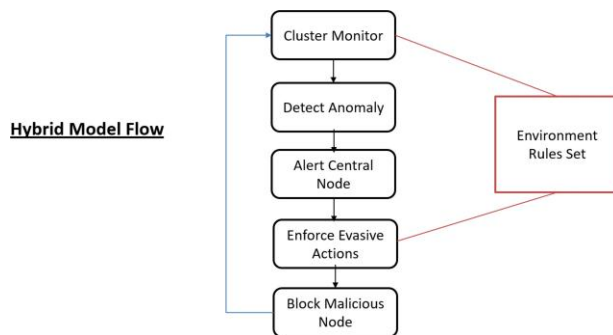 Cluster Monitor
Detect Anomaly
Hybrid Model Flow
Environment
Rules Set
Alert Central
Node
Enforce Evasive
Actions
Block Malicious
Node